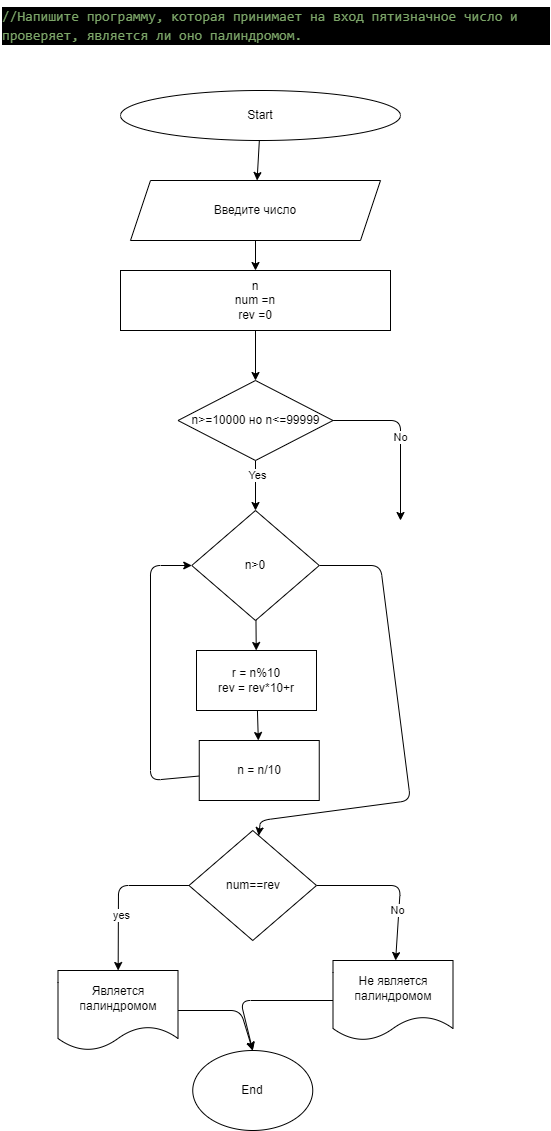 //Напишите программу, которая принимает на вход пятизначное число и
проверяет, является ли оно палиндромом.
Start
Введите число
n
num =n
rev =0
n>=10000 но n<=99999
No
Yes
n>0
r = n%10
rev = rev*10+r
n = n/10
num==rev
yes
No
Является
палиндромом
Не является
палиндромом
End